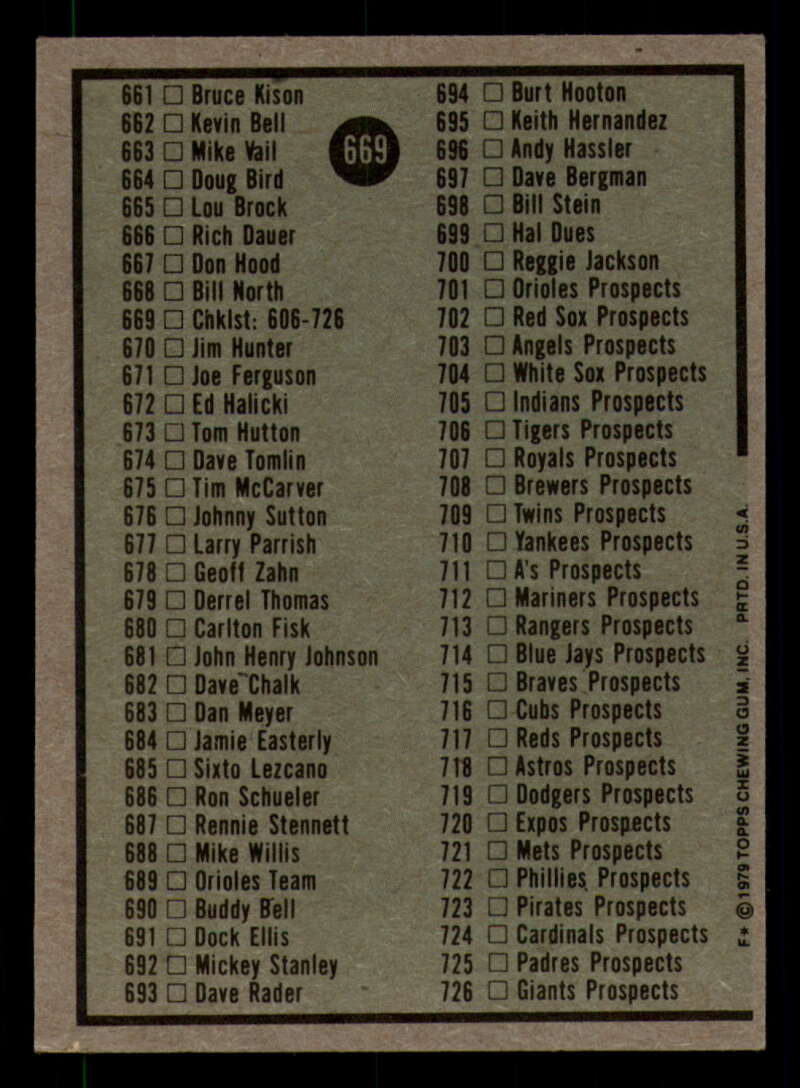 661 Bruce Kison
662 Kevin Bell
663 Mike Vail
664 Doug Bird
665 Lou Brock
666 Rich Dauer
667 Don Hood
668 Bill North
669 Chklst: 606-726
670 Jim Hunter
671 Joe Ferguson
672 Ed Halicki
673 Tom Hutton
674 Dave Tomlin
675 Tim McCarver
676 Johnny Sutton
677 Larry Parrish
678 Geoff Zahn
679 Derrel Thomas
680 Carlton Fisk
681 John Henry Johnson
682 Dave Chalk
683 Dan Meyer
684 Jamie Easterly
685 Sixto Lezcano
686 Ron Schueler
687 Rennie Stennett
688 Mike Willis
689 Orioles Team
690 Buddy Bell
691 Dock Ellis
692 Mickey Stanley
693 Dave Rader
669
694 Burt Hooton
695 Keith Hernandez
696 Andy Hassler
697 Dave Bergman
698 Bill Stein
699 Hal Dues
700 Reggie Jackson
701 Orioles Prospects
702 Red Sox Prospects
703 Angels Prospects
704 White Sox Prospects
705 Indians Prospects
706 Tigers Prospects
707 Royals Prospects
708 Brewers Prospects
709 Twins Prospects
710 Yankees Prospects
711 A's Prospects
712 Mariners Prospects
713 Rangers Prospects
714 Blue Jays Prospects
715 Braves Prospects
716 Cubs Prospects
717 Reds Prospects
718 Astros Prospects
719 Dodgers Prospects
720 Expos Prospects
721 Mets Prospects
722 Phillies Prospects
723 Pirates Prospects
724 Cardinals Prospects
725 Padres Prospects
726 Giants Prospects
F* © 1979 TOPPS CHEWING GUM, INC. PRTD. IN U.S.A.